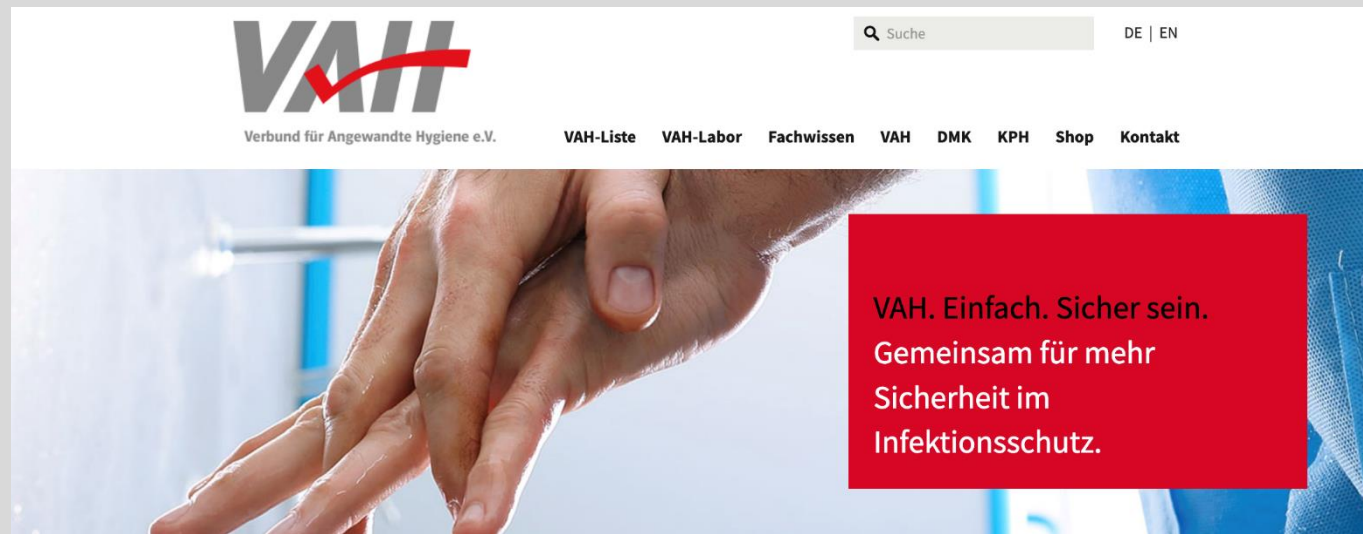 VAH
Verbund für Angewandte Hygiene e.V.
Suche
DE | EN
VAH-Liste VAH-Labor Fachwissen VAH DMK KPH Shop Kontakt
VAH. Einfach. Sicher sein.
Gemeinsam für mehr
Sicherheit im
Infektionsschutz.